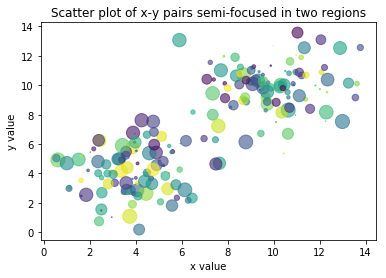 Scatter plot of x-y pairs semi-focused in two regions
14
12
10
8
6
4
2
0
y value
0 2 4 6 8 10 12 14
x value